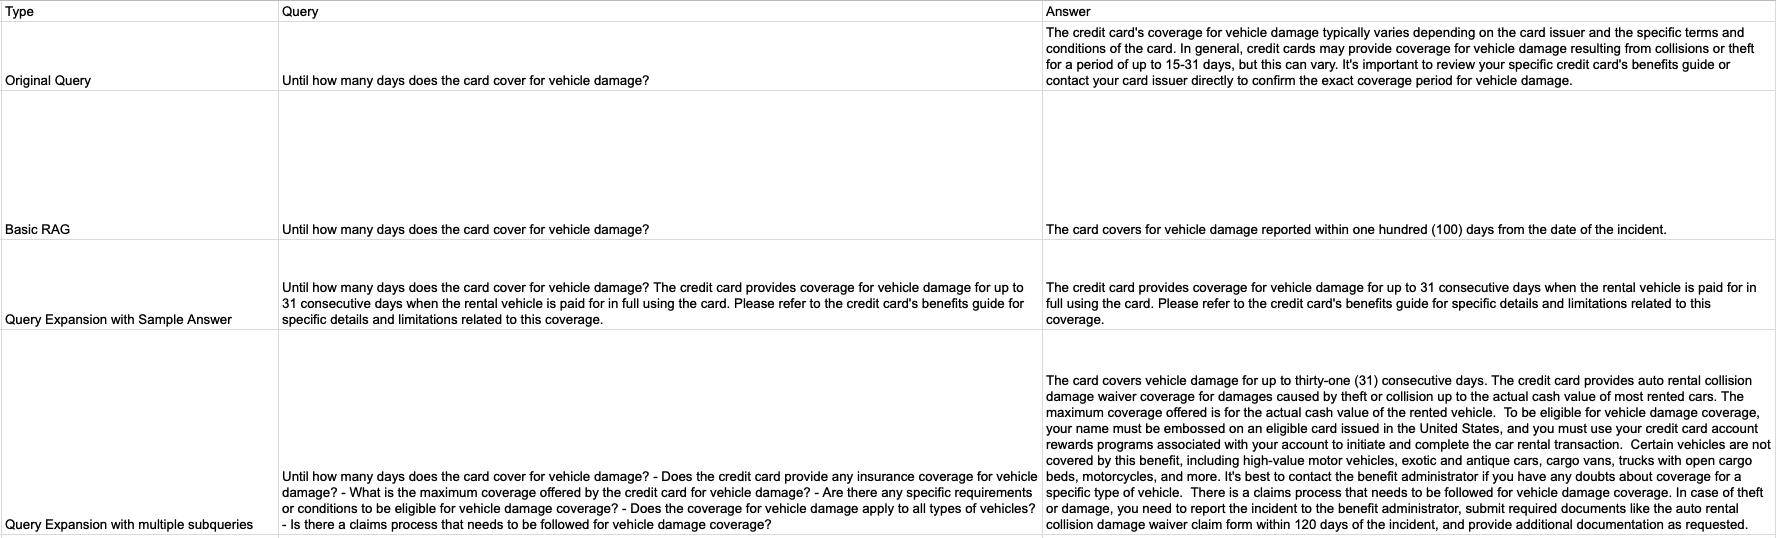 Type Query Answer
The credit card's coverage for vehicle damage typically varies depending on the card issuer and the specific terms and
conditions of the card. In general, credit cards may provide coverage for vehicle damage resulting from collisions or theft
for a period of up to 15-31 days, but this can vary. It's important to review your specific credit card's benefits guide or
Original Query Until how many days does the card cover for vehicle damage? contact your card issuer directly to confirm the exact coverage period for vehicle damage.
Basic RAG Until how many days does the card cover for vehicle damage? The card covers for vehicle damage reported within one hundred (100) days from the date of the incident.
Query Expansion with Sample Answer
Until how many days does the card cover for vehicle damage? The credit card provides coverage for vehicle damage for up to
31 consecutive days when the rental vehicle is paid for in full using the card. Please refer to the credit card's benefits guide for
specific details and limitations related to this coverage.
The credit card provides coverage for vehicle damage for up to 31 consecutive days when the rental vehicle is paid for in
full using the card. Please refer to the credit card's benefits guide for specific details and limitations related to this
coverage.
Query Expansion with multiple subqueries
Until how many days does the card cover for vehicle damage? - Does the credit card provide any insurance coverage for vehicle
damage? - What is the maximum coverage offered by the credit card for vehicle damage? - Are there any specific requirements
or conditions to be eligible for vehicle damage coverage? - Does the coverage for vehicle damage apply to all types of vehicles?
- Is there a claims process that needs to be followed for vehicle damage coverage?
The card covers vehicle damage for up to thirty-one (31) consecutive days. The credit card provides auto rental collision
damage waiver coverage for damages caused by theft or collision up to the actual cash value of most rented cars. The
maximum coverage offered is for the actual cash value of the rented vehicle.  To be eligible for vehicle damage coverage,
your name must be embossed on an eligible card issued in the United States, and you must use your credit card account
rewards programs associated with your account to initiate and complete the car rental transaction.  Certain vehicles are not
covered by this benefit, including high-value motor vehicles, exotic and antique cars, cargo vans, trucks with open cargo
beds, motorcycles, and more. It's best to contact the benefit administrator if you have any doubts about coverage for a
specific type of vehicle.  There is a claims process that needs to be followed for vehicle damage coverage. In case of theft
or damage, you need to report the incident to the benefit administrator, submit required documents like the auto rental
collision damage waiver claim form within 120 days of the incident, and provide additional documentation as requested.